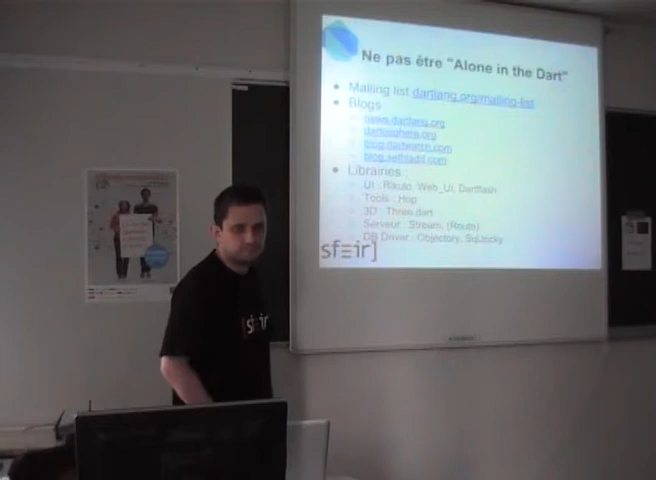 Ne pas être "Alone in the Dart"
Mailing list dartlang.org/mailing-list
Blogs
news.dartlang.org
dartosphere.org
blog.dartwatch.com
blog.sethladd.com
Librairies :
UI : Rikulo, Web_UI, Dartflash
Tools : Hop
3D : Three.dart
Serveur : Stream, (Route)
DB Driver : Objectory, SqlJocky
sfeir]
[sfeir